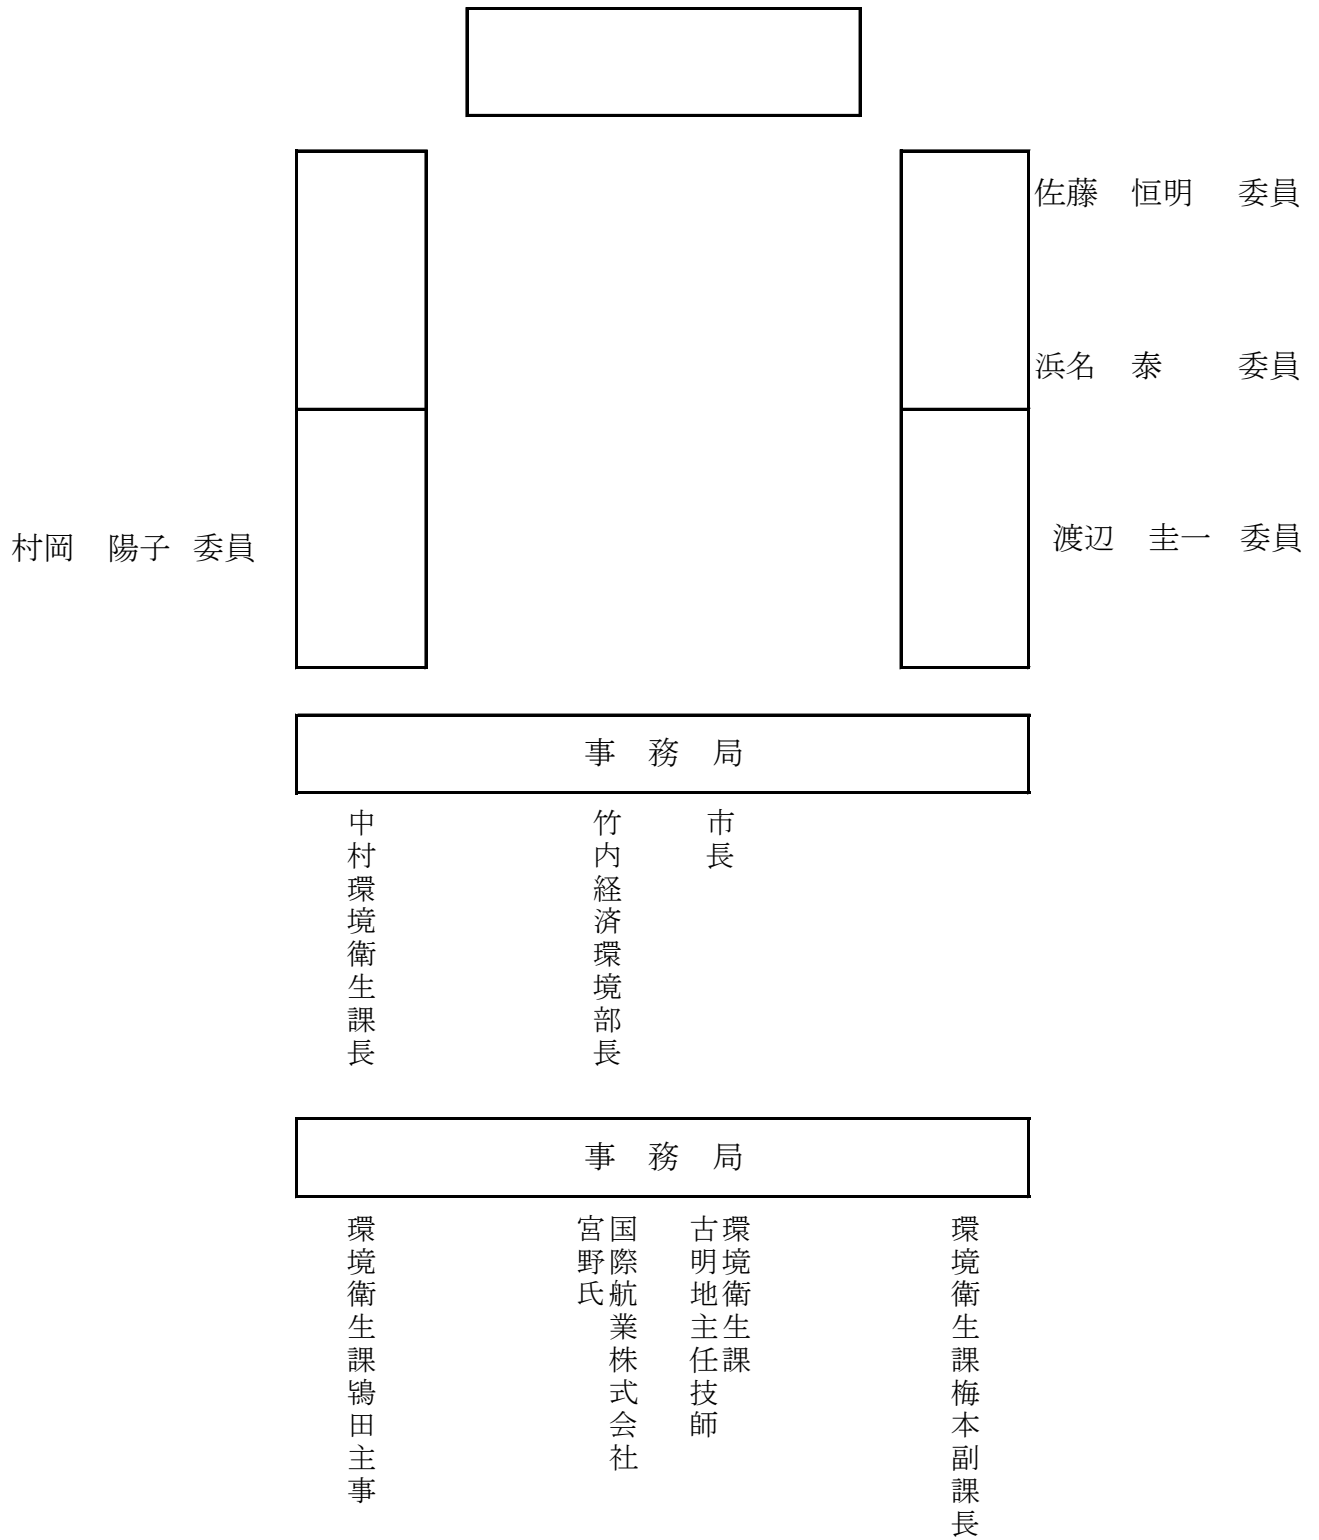 佐藤　恒明　委員
浜名　泰　委員
村岡　陽子　委員
渡辺　圭一　委員
事　務　局
市長
竹内経済環境部長
中村環境衛生課長
事　務　局
環境衛生課梅本副課長
環境衛生課
古明地主任技師
国際航業株式会社
宮野氏
環境衛生課鴇田主事